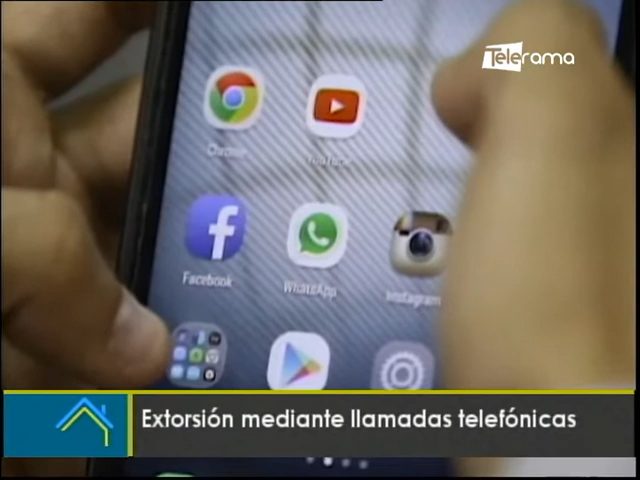 Telerama
Chrome
YouTube
Facebook
WhatsApp
Instagram
Extorsión mediante llamadas telefónicas